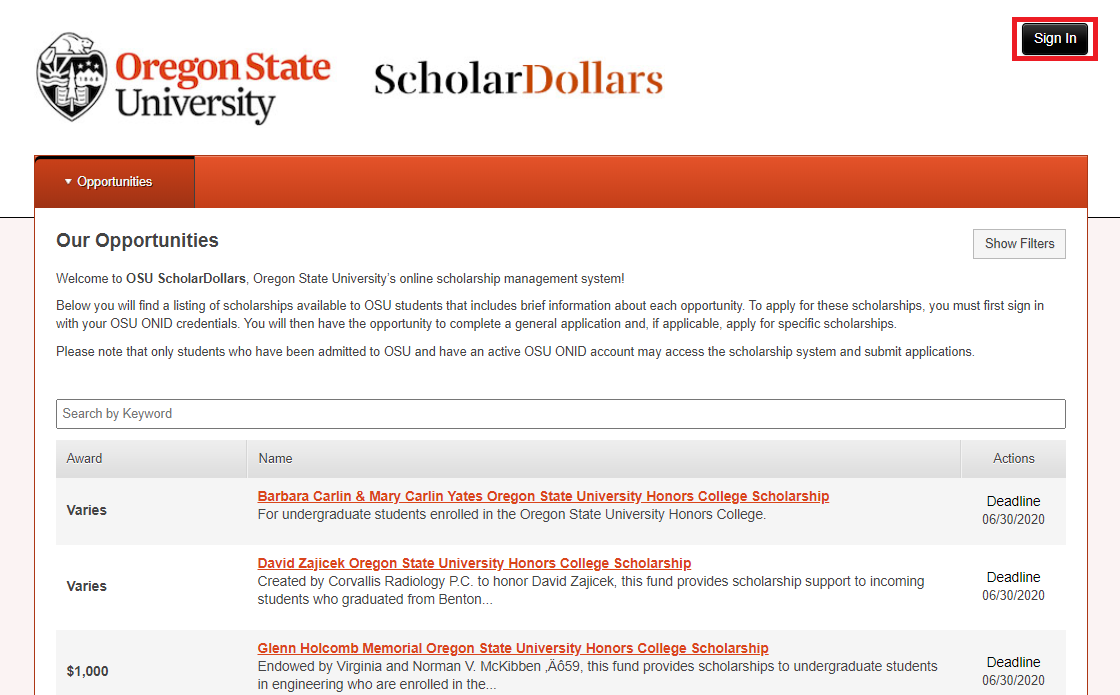 Sign In
Oregon State
University
ScholarDollars
Opportunities
Our Opportunities
Show Filters
Welcome to OSU ScholarDollars, Oregon State University's online scholarship management system!
Below you will find a listing of scholarships available to OSU students that includes brief information about each opportunity. To apply for these scholarships, you must first sign in
with your OSU ONID credentials. You will then have the opportunity to complete a general application and, if applicable, apply for specific scholarships.
Please note that only students who have been admitted to OSU and have an active OSU ONID account may access the scholarship system and submit applications.
Search by Keyword
Award Name Actions
Barbara Carlin & Mary Carlin Yates Oregon State University Honors College Scholarship
Varies
For undergraduate students enrolled in the Oregon State University Honors College.
Deadline
06/30/2020
David Zajicek Oregon State University Honors College Scholarship
Varies
Created by Corvallis Radiology P.C. to honor David Zajicek, this fund provides scholarship support to incoming
students who graduated from Benton...
Deadline
06/30/2020
Glenn Holcomb Memorial Oregon State University Honors College Scholarship
$1,000
Endowed by Virginia and Norman V. McKibben ‚Äô59, this fund provides scholarships to undergraduate students
in engineering who are enrolled in the...
Deadline
06/30/2020